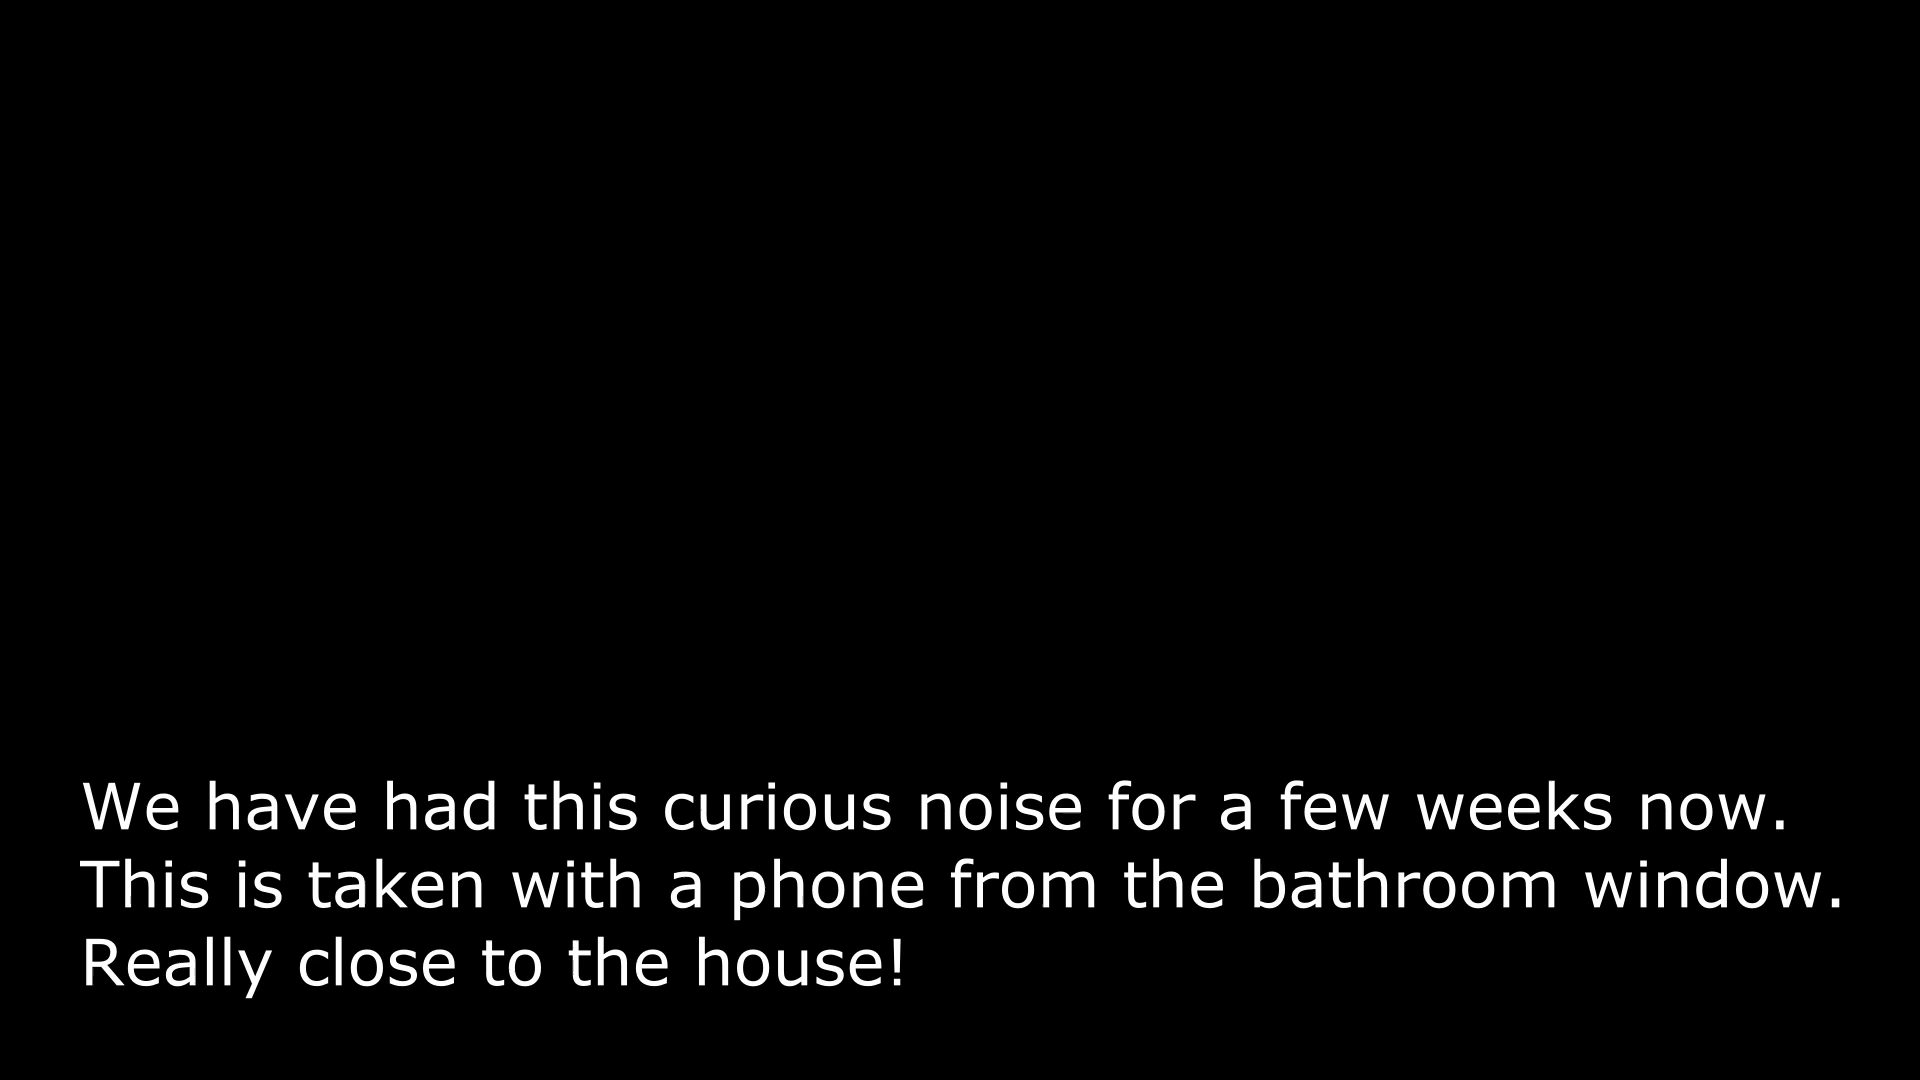 We have had this curious noise for a few weeks now.
This is taken with a phone from the bathroom window.
Really close to the house!